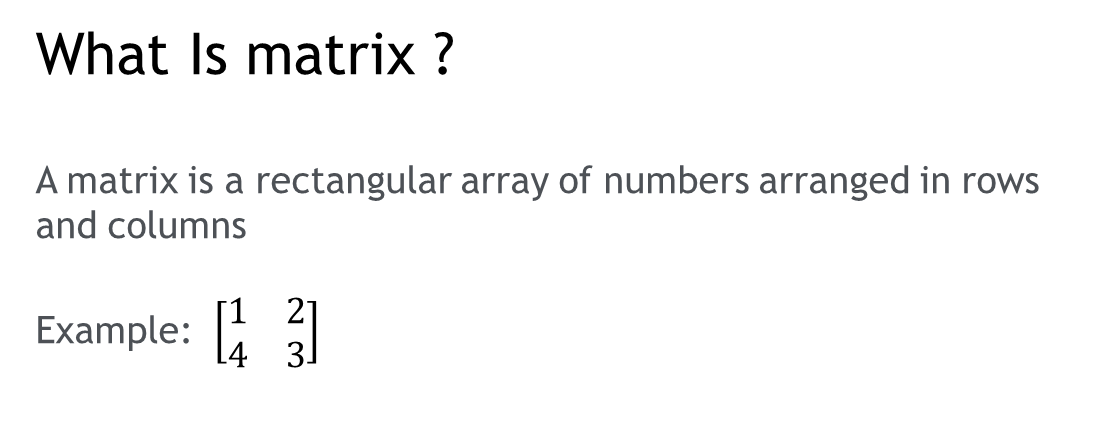 What Is matrix ?
A matrix is a rectangular array of numbers arranged in rows
and columns
Example: [1 2
4 3]